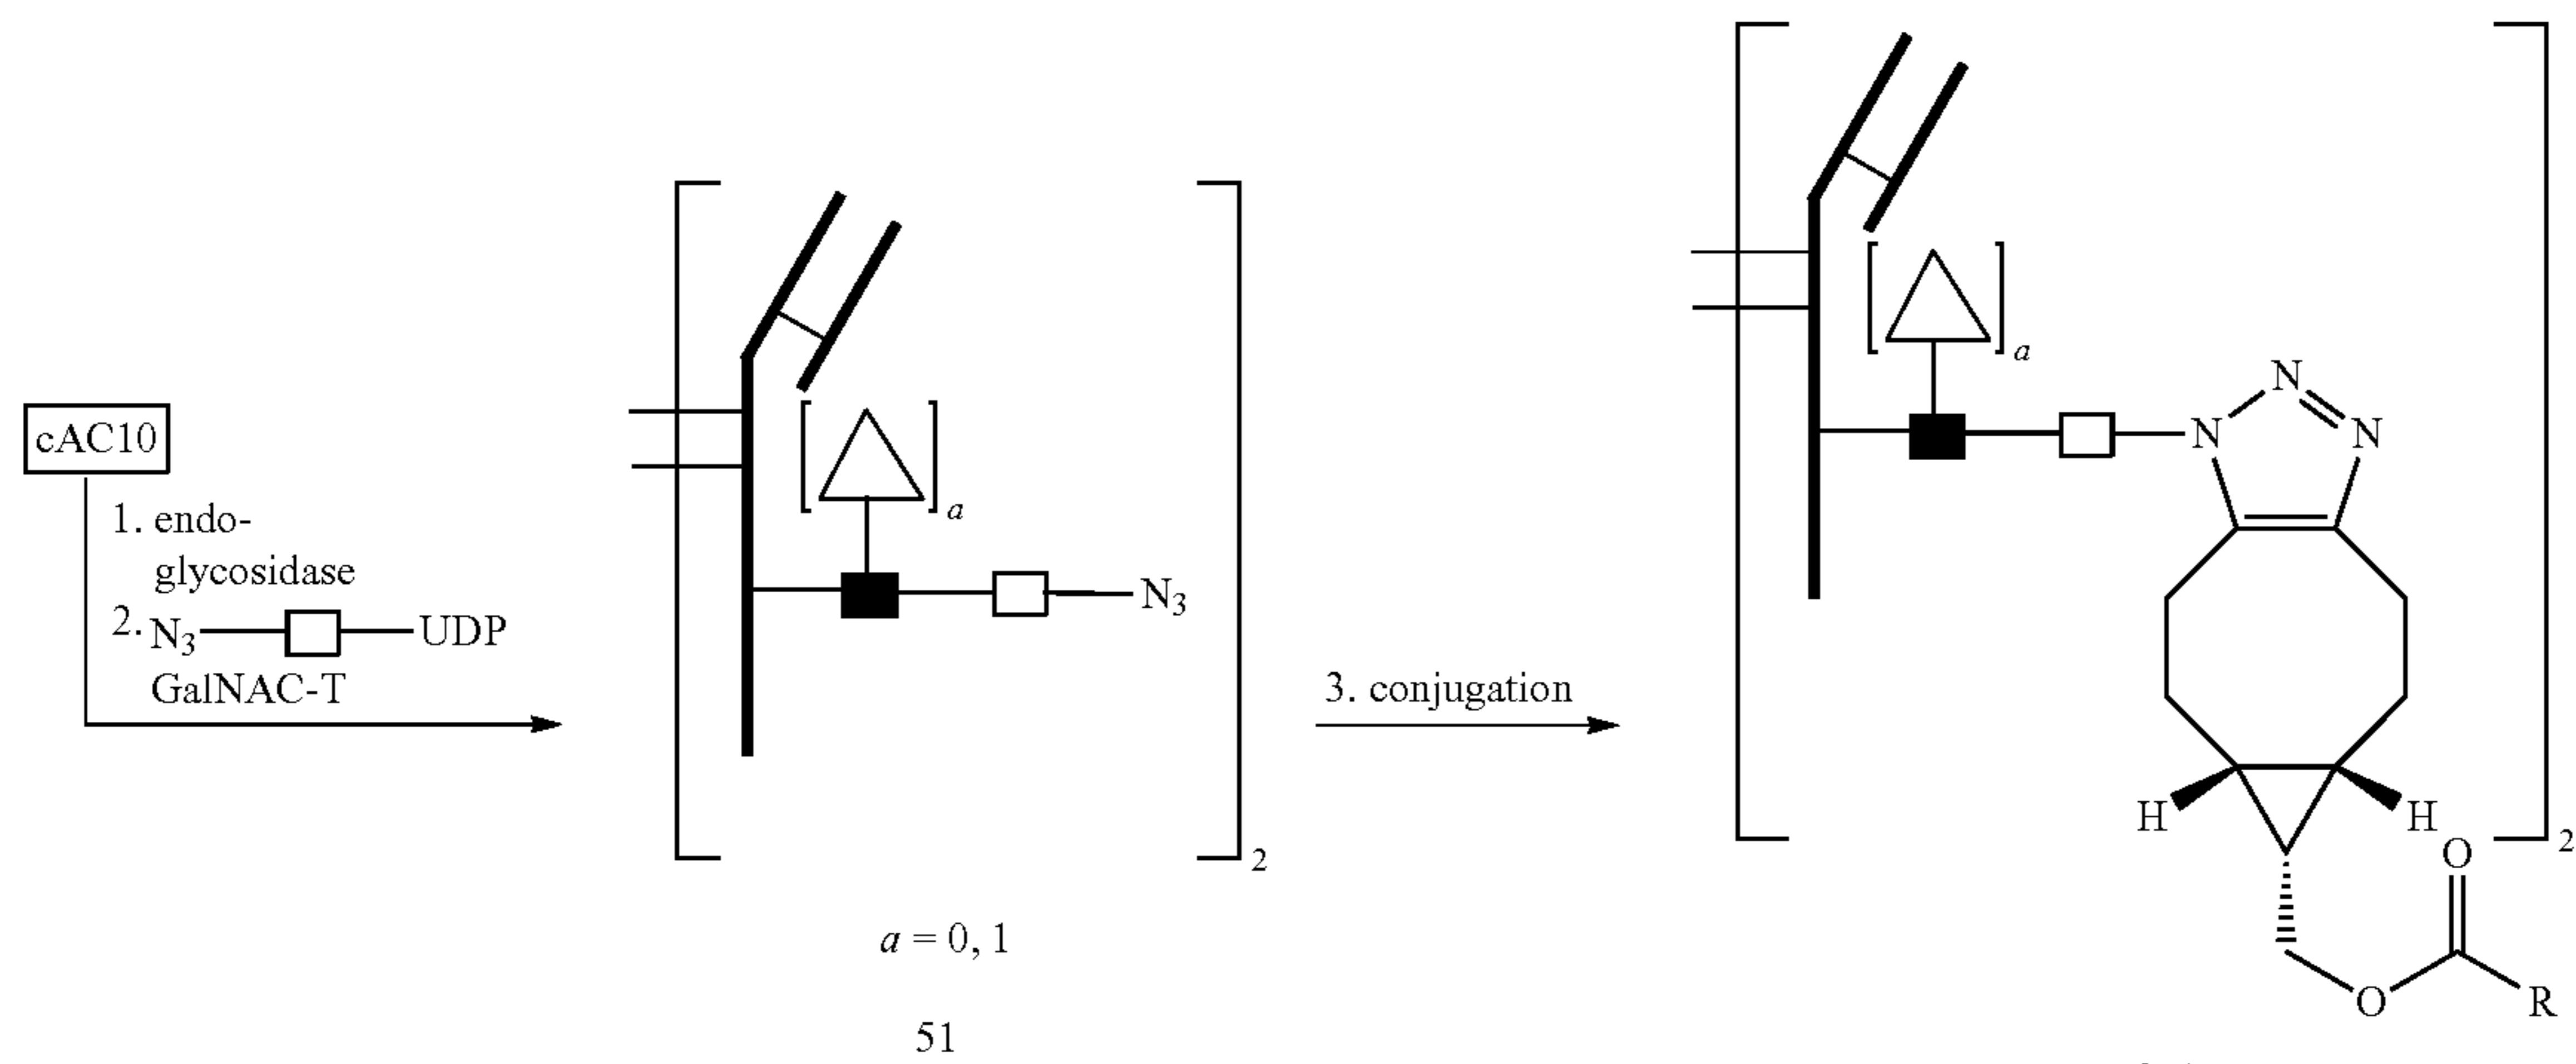 cAC10
1. endo-
glycosidase
2. N₃ UDP
GalNAC-T
a
N₃
2
a = 0, 1
51
3. conjugation
a
N
N
N
H
H
2
O
O
R